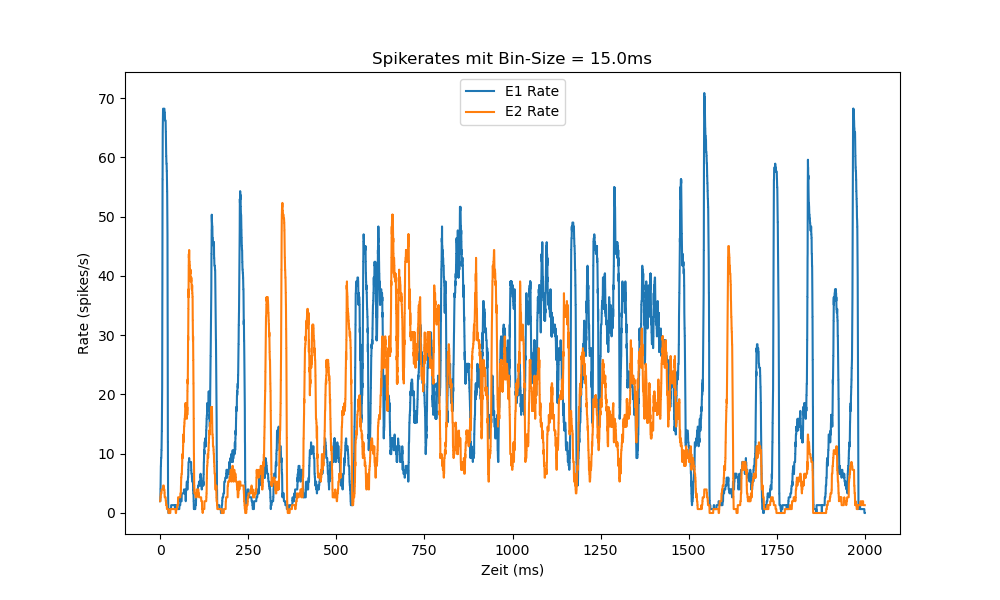 Spikerates mit Bin-Size = 15.0ms
E1 Rate
E2 Rate
70
60
50
40
30
20
10
0
Rate (spikes/s)
0 250 500 750 1000 1250 1500 1750 2000
Zeit (ms)